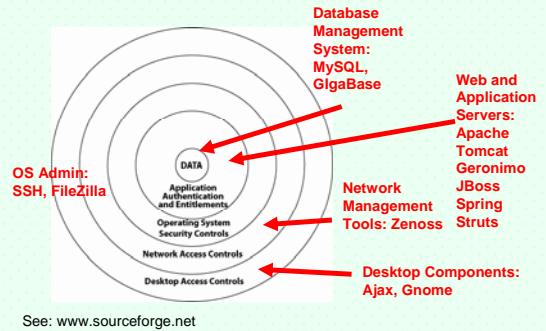 Database
Management
System:
MySQL,
GIgaBase
Web and
Application
Servers:
Apache
Tomcat
Geronimo
JBoss
Spring
Struts
OS Admin:
SSH, FileZilla
DATA
Application
Authentication
and Entitlements
Operating System
Security Controls
Network Access Controls
Desktop Access Controls
Network
Management
Tools: Zenoss
Desktop Components:
Ajax, Gnome
See: www.sourceforge.net